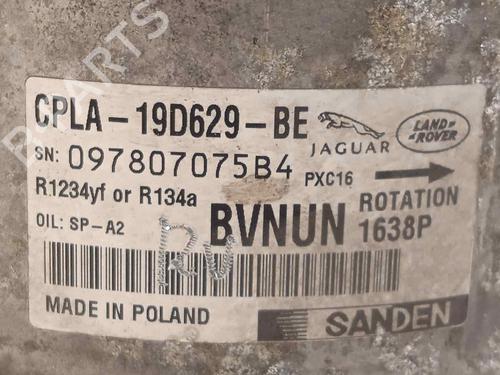 CPLA-19D629-BE
JAGUAR
LAND ROVER
SN: 097807075B4
PXC16
R1234yf or R134a
ROTATION
OIL: SP-A2
BVNUN
1638P
RV
MADE IN POLAND
SANDEN